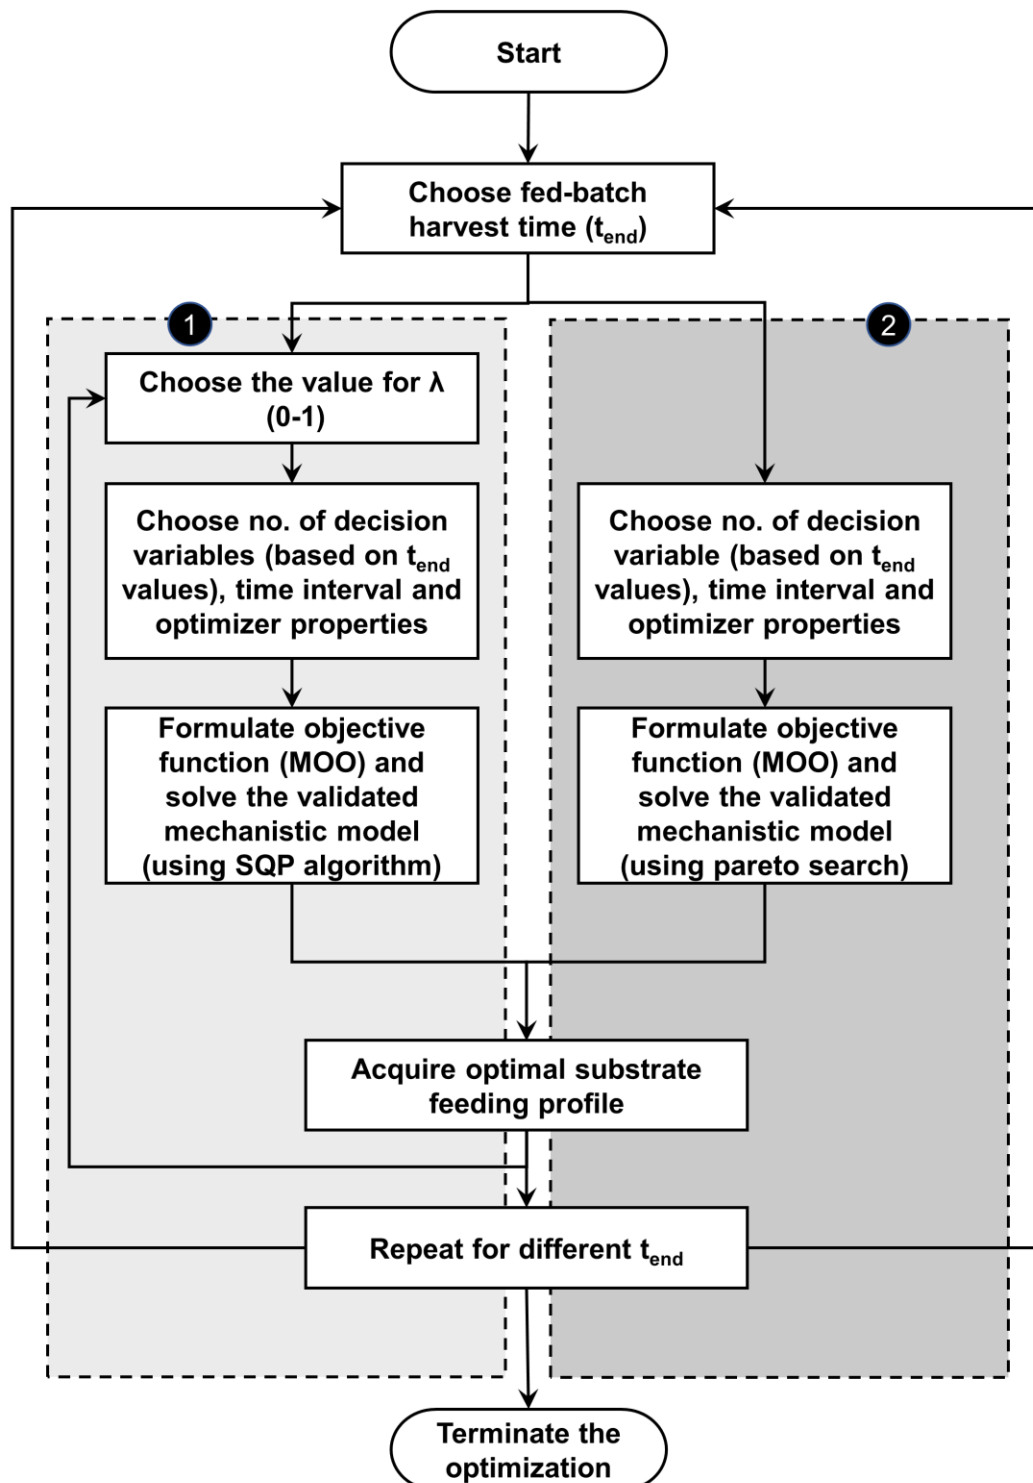 Start
Choose fed-batch
harvest time (tend)
1
2
Choose the value for λ
(0-1)
Choose no. of decision
variables (based on tend
values), time interval and
optimizer properties
Choose no. of decision
variable (based on tend
values), time interval and
optimizer properties
Formulate objective
function (MOO) and
solve the validated
mechanistic model
(using SQP algorithm)
Formulate objective
function (MOO) and
solve the validated
mechanistic model
(using pareto search)
Acquire optimal substrate
feeding profile
Repeat for different tend
Terminate the
optimization